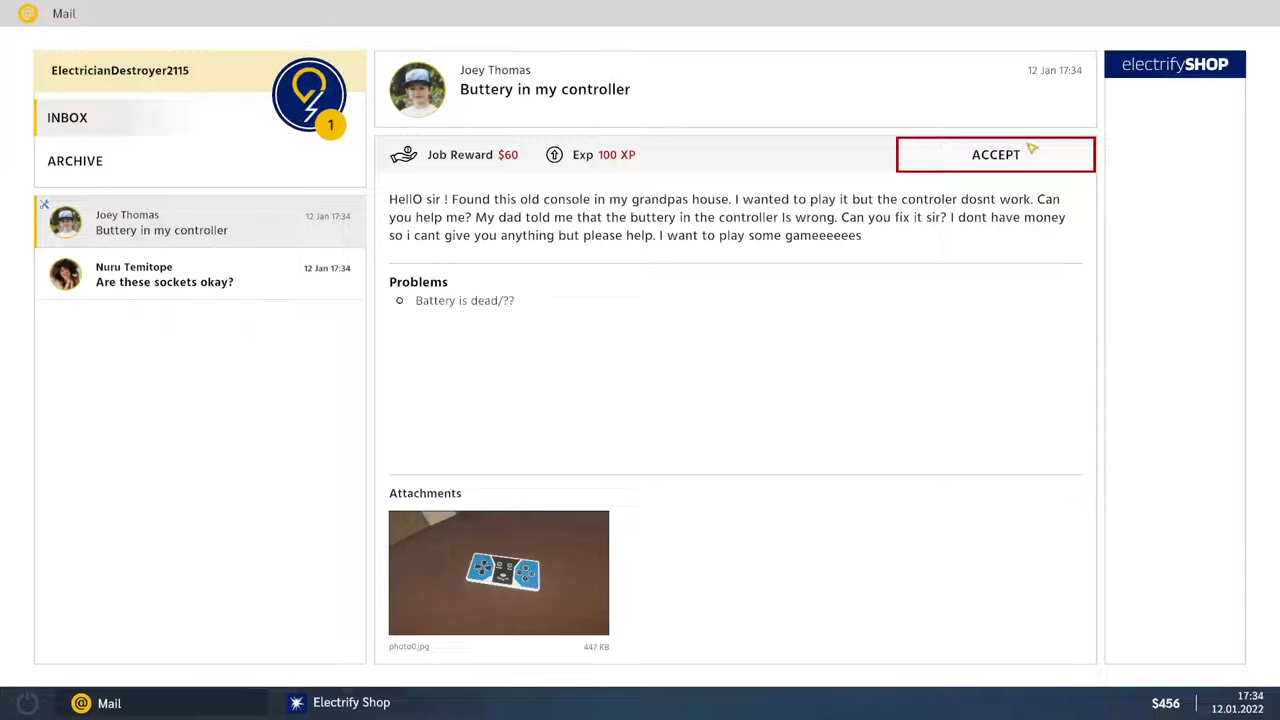 Mail
ElectricianDestroyer2115
1
INBOX
ARCHIVE
Joey Thomas
12 Jan 17:34
Buttery in my controller
Nuru Temitope
12 Jan 17:34
Are these sockets okay?
Joey Thomas
12 Jan 17:34
Buttery in my controller
Job Reward $60
Exp 100 XP
ACCEPT
HellO sir ! Found this old console in my grandpas house. I wanted to play it but the controler dosnt work. Can
you help me? My dad told me that the buttery in the controller Is wrong. Can you fix it sir? I dont have money
so i cant give you anything but please help. I want to play some gameeeeees
Problems
Battery is dead/??
Attachments
photo0.jpg
447 KB
electrifySHOP
Mail
Electrify Shop
$456
17:34
12.01.2022